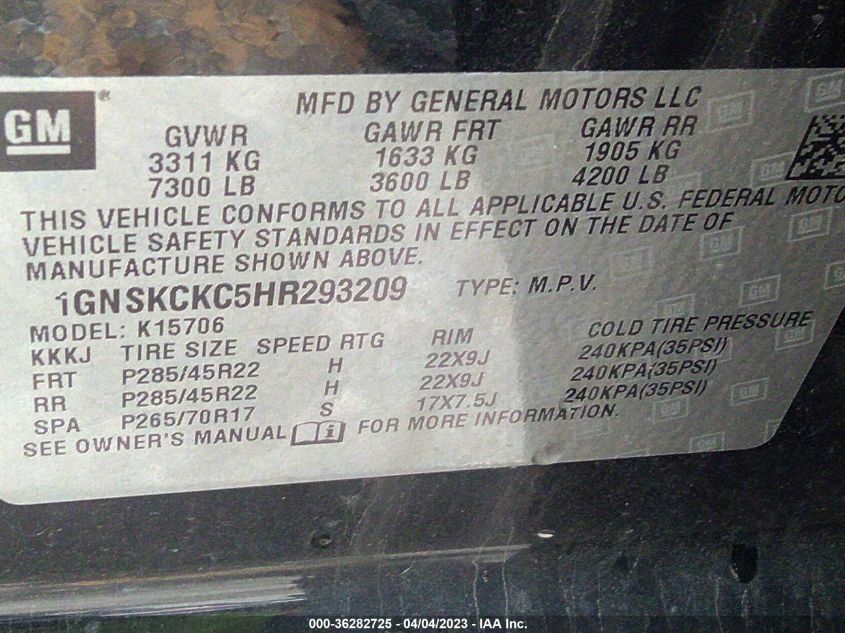 GM ®
MFD BY GENERAL MOTORS LLC
GVWR GAWR FRT GAWR RR
3311 KG 1633 KG 1905 KG
7300 LB 3600 LB 4200 LB
THIS VEHICLE CONFORMS TO ALL APPLICABLE U.S. FEDERAL MOTO
VEHICLE SAFETY STANDARDS IN EFFECT ON THE DATE OF
MANUFACTURE SHOWN ABOVE.
1GNSKCKC5HR293209 TYPE: M.P.V.
MODEL: K15706
KKKJ TIRE SIZE SPEED RTG RIM COLD TIRE PRESSURE
FRT P285/45R22 H 22X9J 240KPA(35PSI)
RR P285/45R22 H 22X9J 240KPA(35PSI)
SPA P265/70R17 S 17X7.5J 240KPA(35PSI)
SEE OWNER'S MANUAL i FOR MORE INFORMATION.
000-36282725 - 04/04/2023 - IAA Inc.